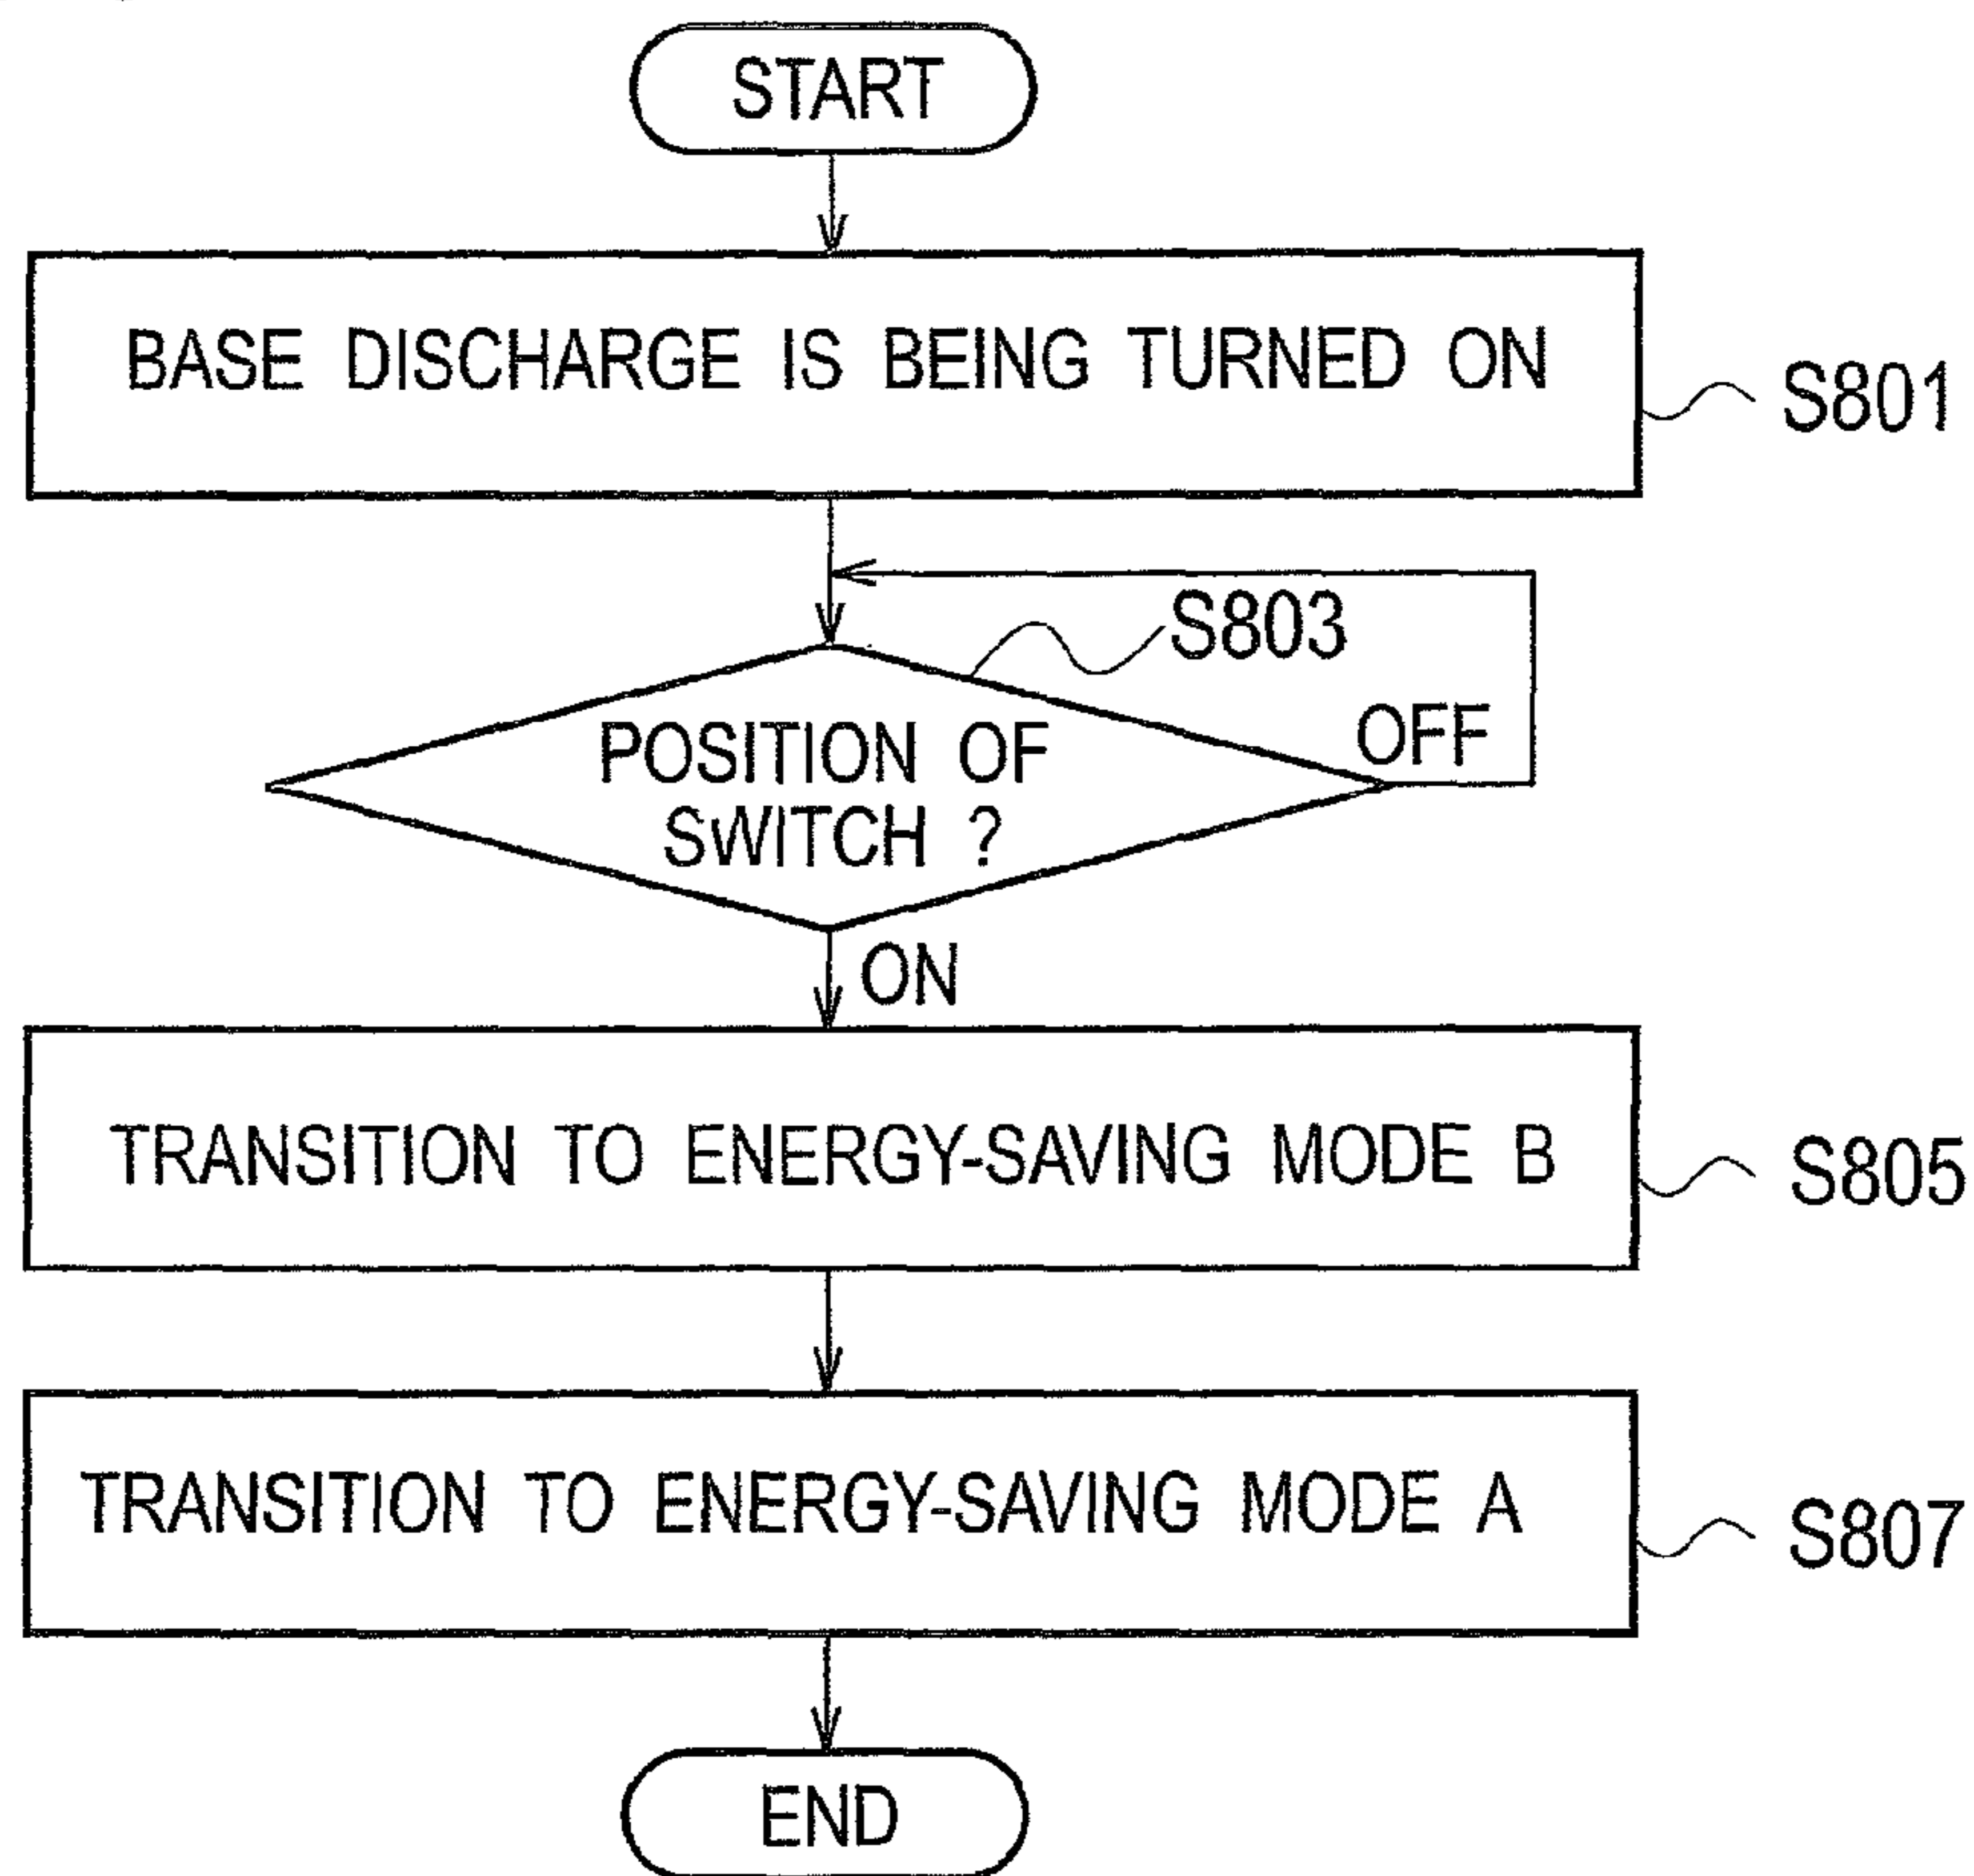 START
BASE DISCHARGE IS BEING TURNED ON
S801
S803
POSITION OF
SWITCH ?
OFF
ON
TRANSITION TO ENERGY-SAVING MODE B
S805
TRANSITION TO ENERGY-SAVING MODE A
S807
END